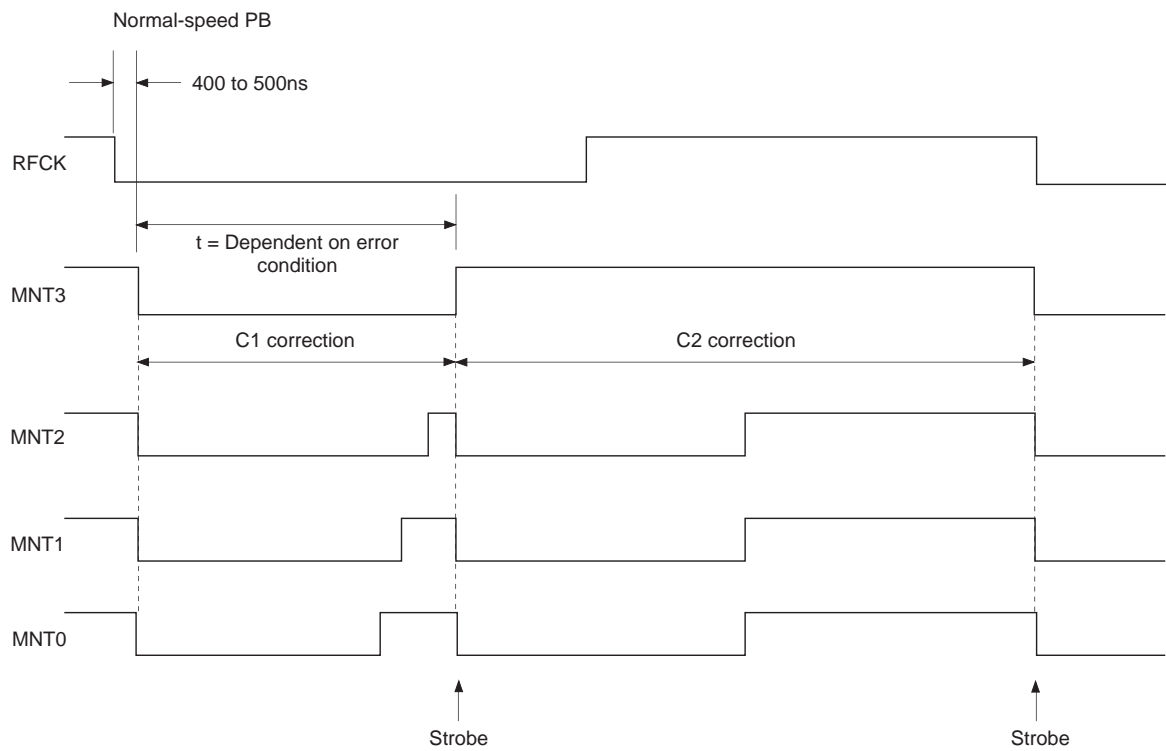 Normal-speed PB
400 to 500ns
RFCK
t = Dependent on error
condition
MNT3
C1 correction
C2 correction
MNT2
MNT1
MNT0
Strobe
Strobe